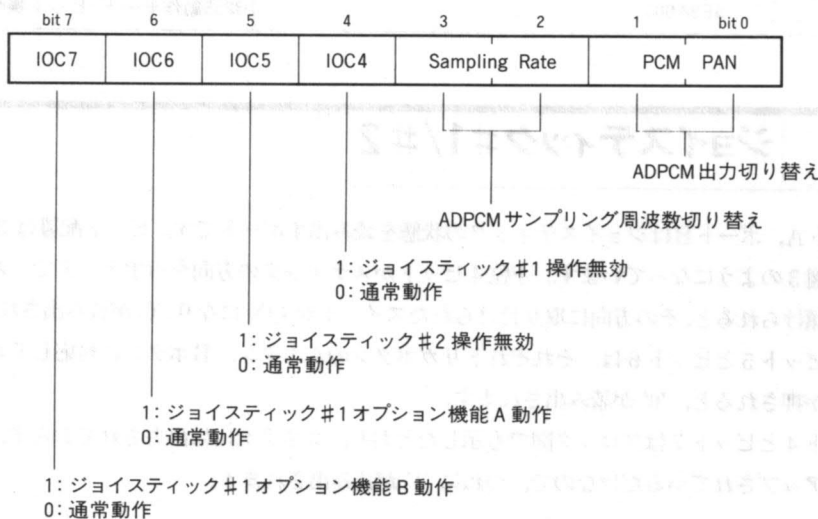 bit 7 6 5 4 3 2 1 bit 0
IOC7 IOC6 IOC5 IOC4 Sampling Rate PCM PAN
ADPCM出力切り替え
ADPCMサンプリング周波数切り替え
1: ジョイスティック#1 操作無効
0: 通常動作
1: ジョイスティック#2 操作無効
0: 通常動作
1: ジョイスティック#1 オプション機能A動作
0: 通常動作
1: ジョイスティック#1 オプション機能B動作
0: 通常動作